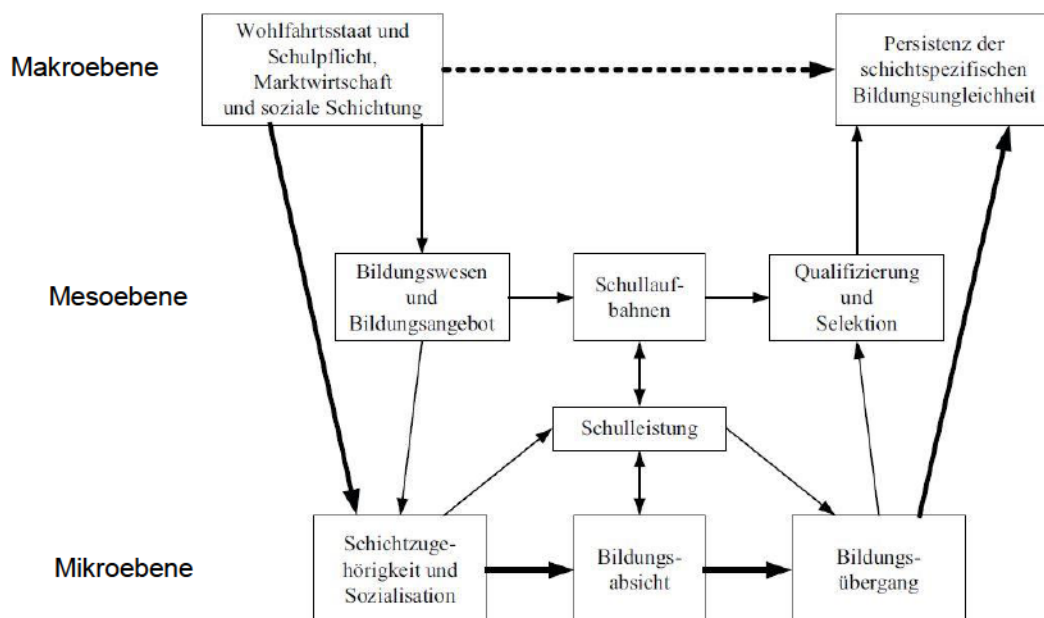 Makroebene
Wohlfahrtsstaat und
Schulpflicht,
Marktwirtschaft
und soziale Schichtung
Persistenz der
schichtspezifischen
Bildungsungleichheit
Mesoebene
Bildungswesen
und
Bildungsangebot
Schullauf-
bahnen
Qualifizierung
und
Selektion
Schulleistung
Mikroebene
Schichtzuge-
hörigkeit und
Sozialisation
Bildungs-
absicht
Bildungs-
übergang